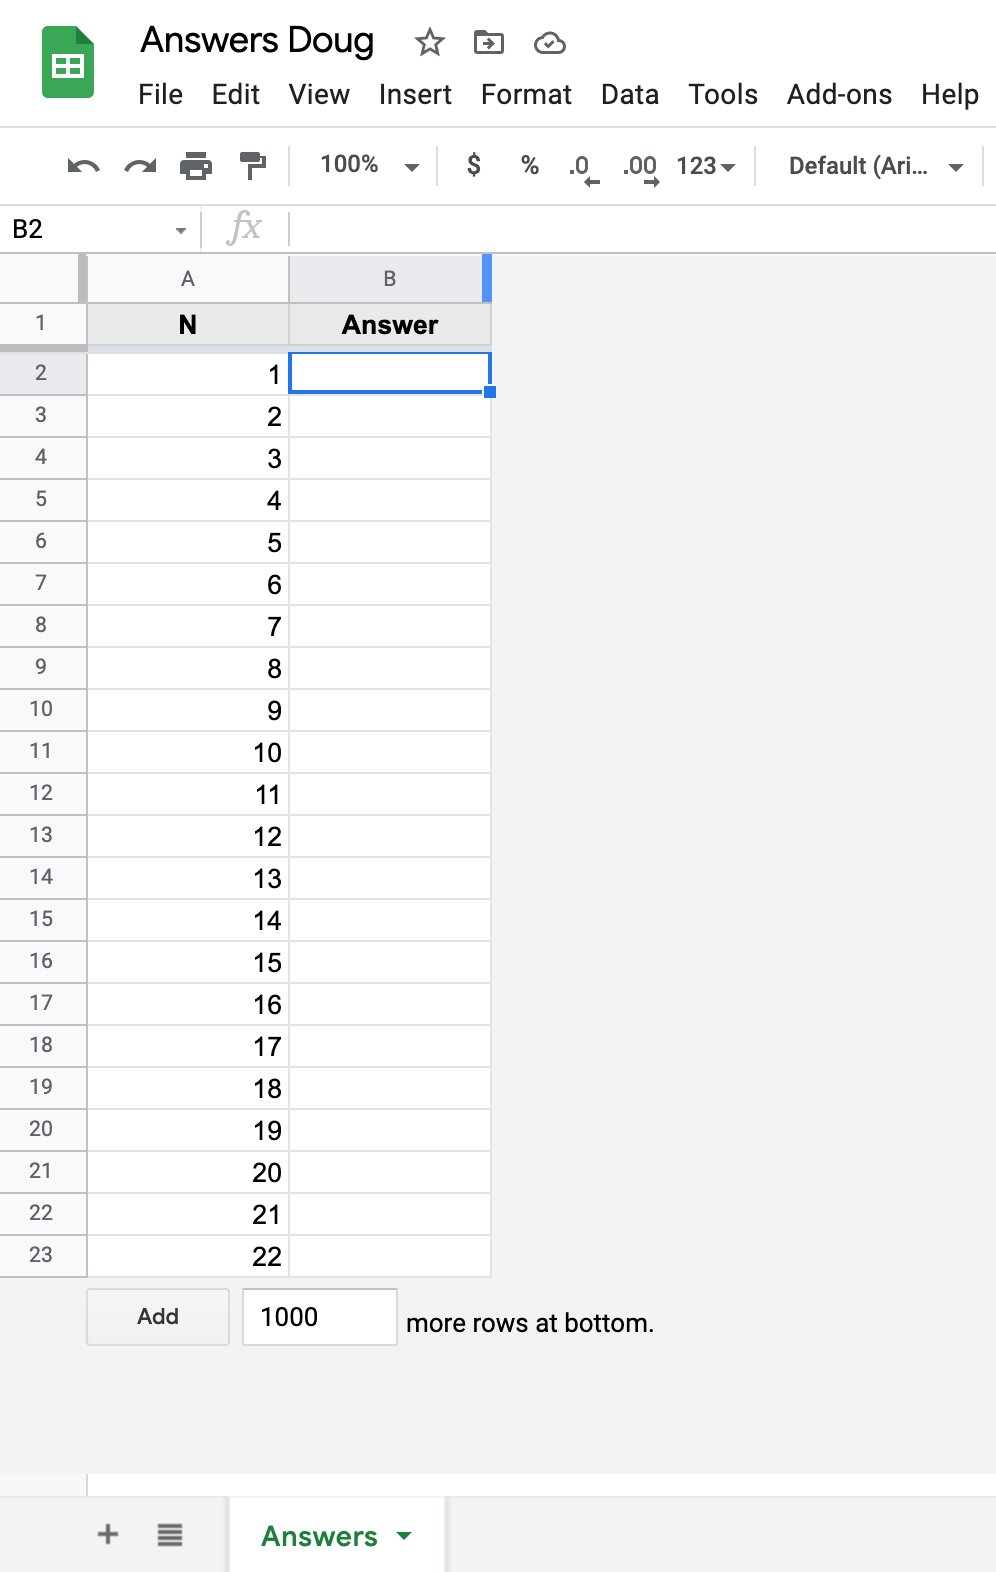 Answers Doug
File Edit View Insert Format Data Tools Add-ons Help
100% $ % .0 .00 123 Default (Ari...
B2 fx
A B
1 N Answer
2 1
3 2
4 3
5 4
6 5
7 6
8 7
9 8
10 9
11 10
12 11
13 12
14 13
15 14
16 15
17 16
18 17
19 18
20 19
21 20
22 21
23 22
Add 1000 more rows at bottom.
+ Answers